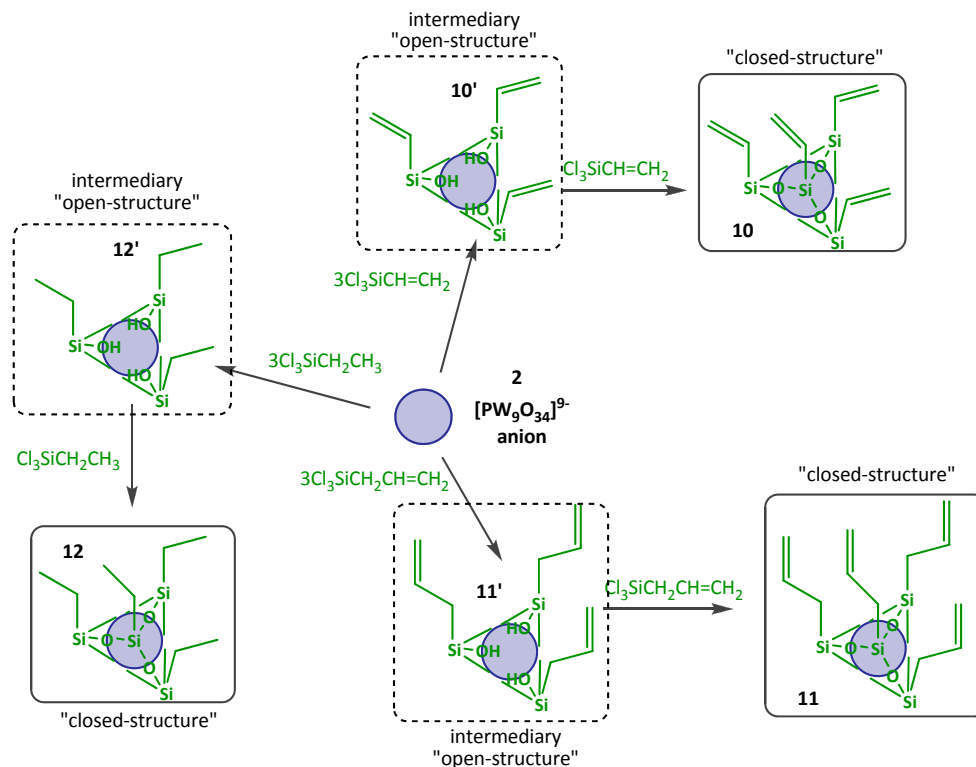 intermediary
"open-structure"
10'
Si
HO
Si
OH
HO
Si
Cl₃SiCH=CH₂
"closed-structure"
Si
O
Si
O
Si
O
10
Si
intermediary
"open-structure"
12'
Si
HO
Si
OH
HO
Si
3Cl₃SiCH=CH₂
3Cl₃SiCH₂CH₃
2
[PW₉O₃₄]⁹⁻
anion
Cl₃SiCH₂CH₃
3Cl₃SiCH₂CH=CH₂
12
Si
O
Si
O
Si
O
Si
"closed-structure"
11'
Si
HO
Si
OH
HO
Si
intermediary
"open-structure"
Cl₃SiCH₂CH=CH₂
"closed-structure"
Si
O
Si
O
Si
O
Si
11